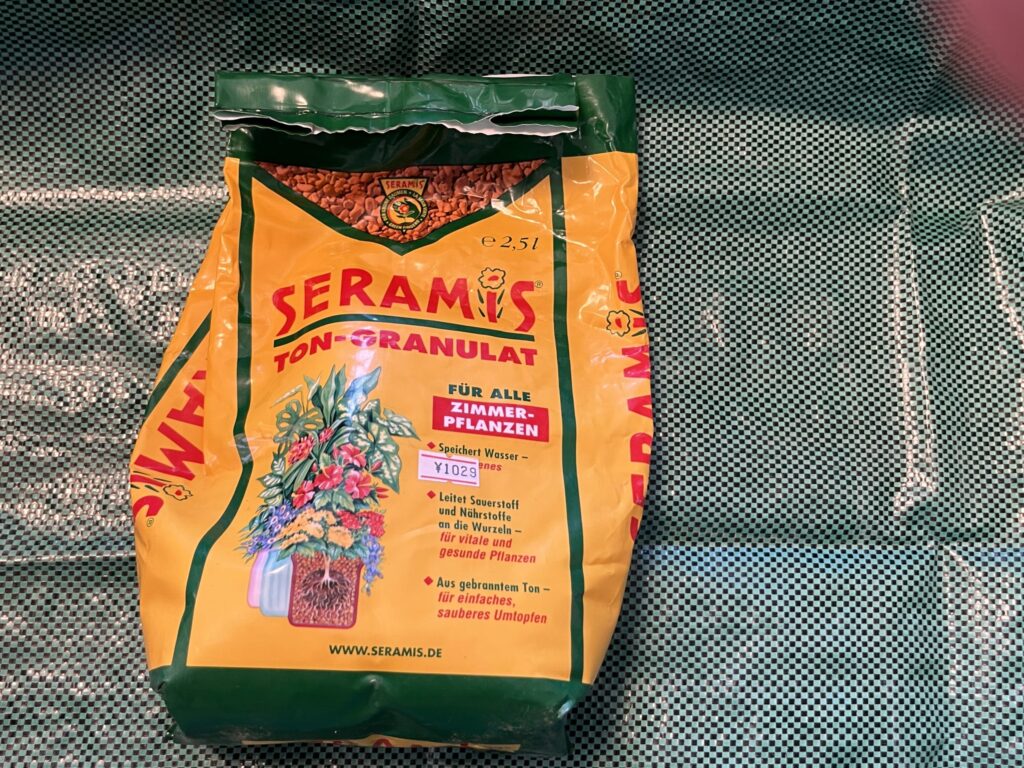 SERAMIS
℮ 2,5 l
SERAMIS®
TON-GRANULAT
FÜR ALLE
ZIMMER-
PFLANZEN
Speichert Wasser –
¥1029
Leitet Sauerstoff
und Nährstoffe
an die Wurzeln –
für vitale und
gesunde Pflanzen
Aus gebranntem Ton –
für einfaches,
sauberes Umtopfen
WWW.SERAMIS.DE
SERAMIS